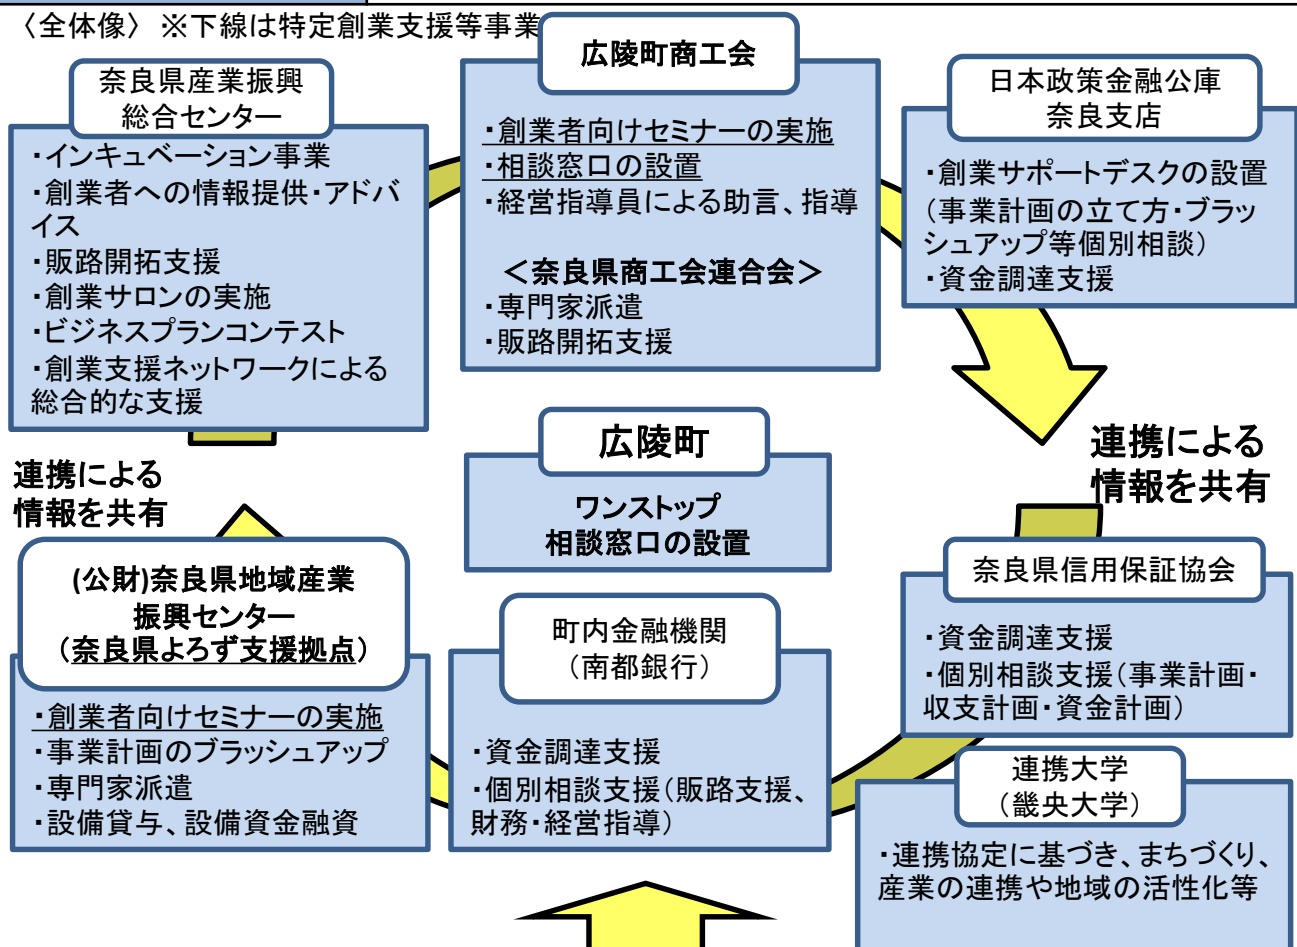 〈全体像〉 ※下線は特定創業支援等事業
奈良県産業振興
総合センター
・インキュベーション事業
・創業者への情報提供・アドバ
イス
・販路開拓支援
・創業サロンの実施
・ビジネスプランコンテスト
・創業支援ネットワークによる
総合的な支援
広陵町商工会
・創業者向けセミナーの実施
・相談窓口の設置
・経営指導員による助言、指導
＜奈良県商工会連合会＞
・専門家派遣
・販路開拓支援
日本政策金融公庫
奈良支店
・創業サポートデスクの設置
（事業計画の立て方・ブラッ
シュアップ等個別相談）
・資金調達支援
連携による
情報を共有
広陵町
ワンストップ
相談窓口の設置
連携による
情報を共有
(公財)奈良県地域産業
振興センター
（奈良県よろず支援拠点）
・創業者向けセミナーの実施
・事業計画のブラッシュアップ
・専門家派遣
・設備貸与、設備資金融資
町内金融機関
（南都銀行）
・資金調達支援
・個別相談支援（販路支援、
財務・経営指導）
奈良県信用保証協会
・資金調達支援
・個別相談支援（事業計画・
収支計画・資金計画）
連携大学
（畿央大学）
・連携協定に基づき、まちづくり、
産業の連携や地域の活性化等